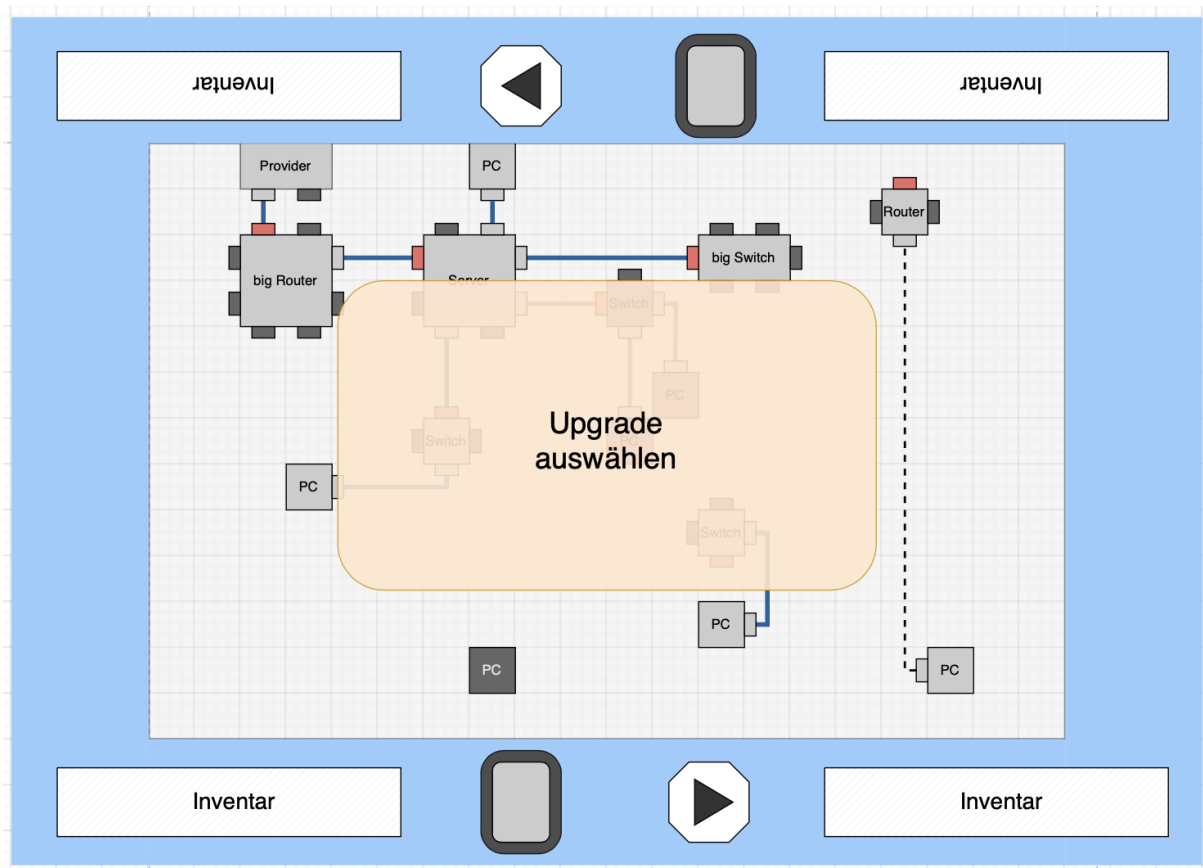 Inventar
Inventar
Provider
PC
Router
big Router
Server
big Switch
Switch
PC
PC
Switch
Upgrade
auswählen
PC
Switch
PC
PC
PC
Inventar
Inventar